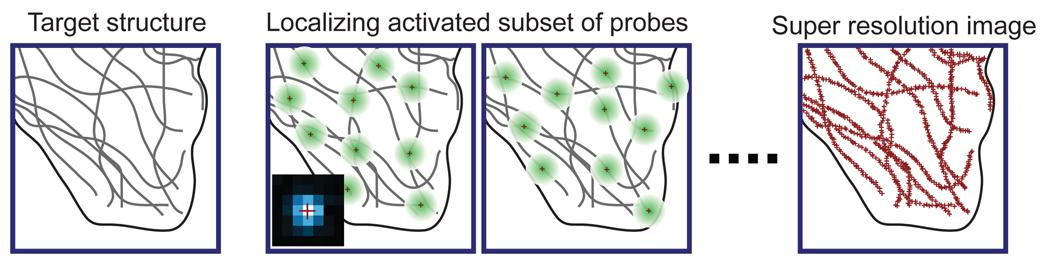 Target structure
Localizing activated subset of probes
Super resolution image